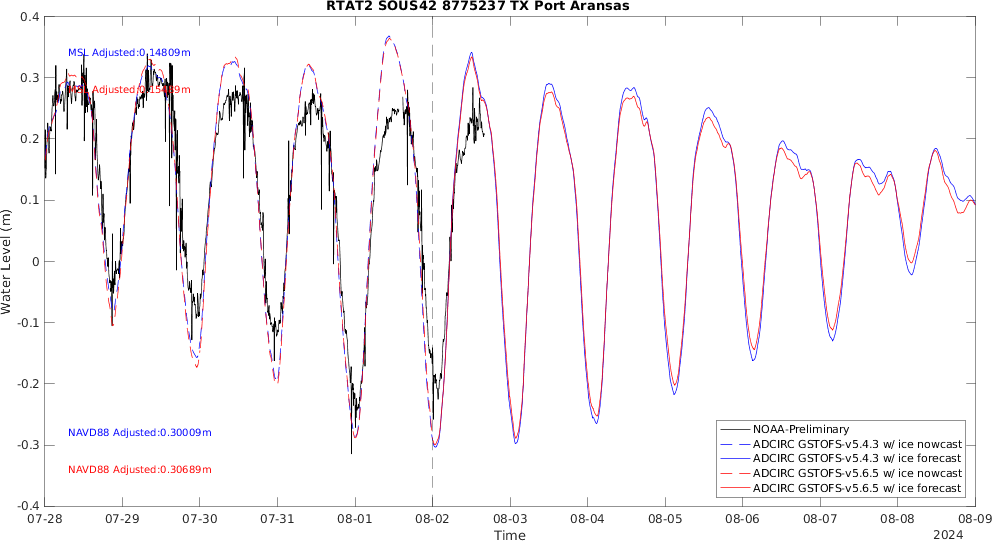 RTAT2 SOUS42 8775237 TX Port Aransas
0.4
0.3
0.2
0.1
0
-0.1
-0.2
-0.3
-0.4
Water Level (m)
MSL Adjusted:0.14809m
MSL Adjusted:
NAVD88 Adjusted:0.30009m
NAVD88 Adjusted:0.30689m
NOAA-Preliminary
ADCIRC GSTOFS-v5.4.3 w/ ice nowcast
ADCIRC GSTOFS-v5.4.3 w/ ice forecast
ADCIRC GSTOFS-v5.6.5 w/ ice nowcast
ADCIRC GSTOFS-v5.6.5 w/ ice forecast
07-28 07-29 07-30 07-31 08-01 08-02 08-03 08-04 08-05 08-06 08-07 08-08 08-09
Time
2024